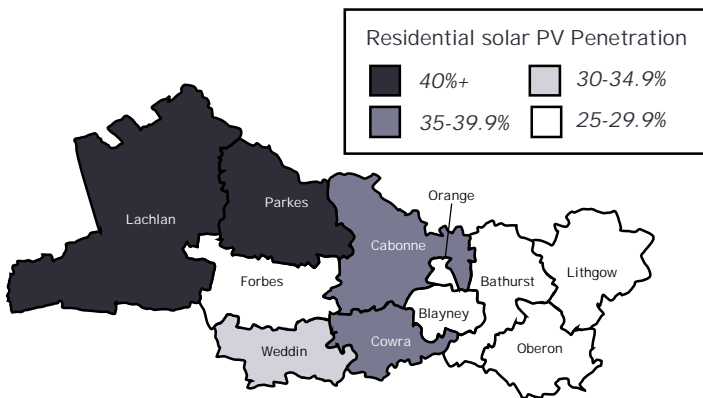 Residential solar PV Penetration
40%+
30-34.9%
35-39.9%
25-29.9%
Orange
Parkes
Lachlan
Cabonne
Lithgow
Forbes
Bathurst
Blayney
Cowra
Weddin
Oberon